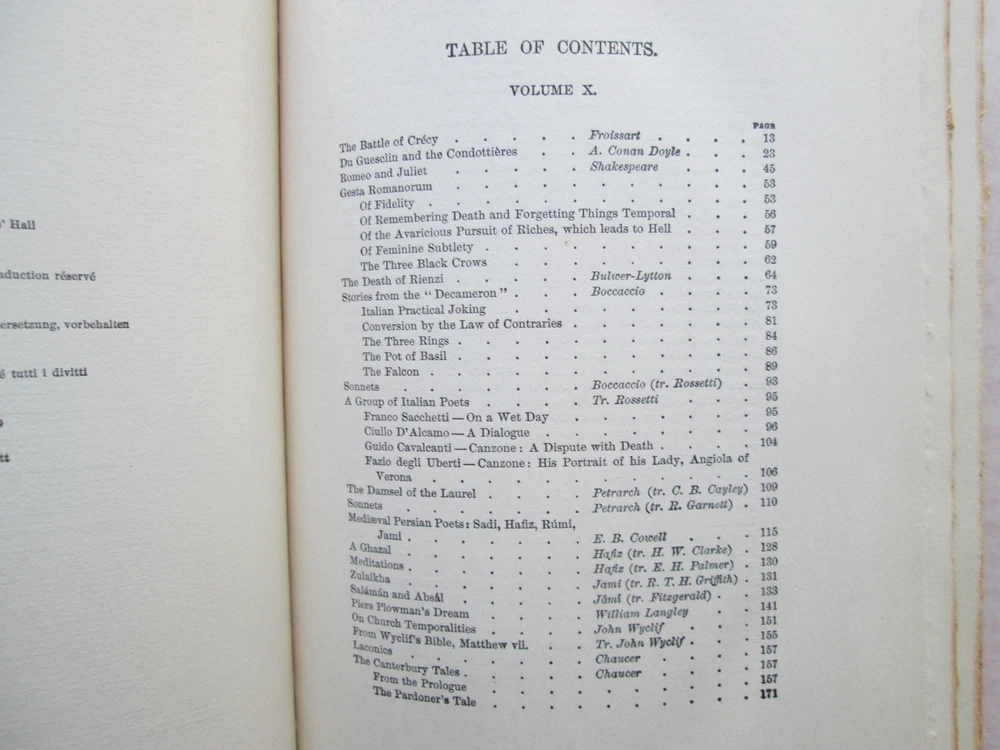 ' Hall
aduction réservé
ersetzung, vorbehalten
é tutti i divitti
9
tt
TABLE OF CONTENTS.
VOLUME X.
PAGE
The Battle of Crécy . . . . . Froissart . . . . 13
Du Guesclin and the Condottières . . A. Conan Doyle . . . 23
Romeo and Juliet . . . . . Shakespeare . . . 45
Gesta Romanorum . . . . . . . . . . 53
Of Fidelity . . . . . . . . . . . 53
Of Remembering Death and Forgetting Things Temporal . . . 56
Of the Avaricious Pursuit of Riches, which leads to Hell . . . 57
Of Feminine Subtlety . . . . . . . . . 59
The Three Black Crows . . . . . . . . 62
The Death of Rienzi . . . . . Bulwer-Lytton . . . 64
Stories from the "Decameron" . . . Boccaccio . . . . 73
Italian Practical Joking . . . . . . . . 73
Conversion by the Law of Contraries . . . . . . 81
The Three Rings . . . . . . . . . . 84
The Pot of Basil . . . . . . . . . . 86
The Falcon . . . . . . . . . . . 89
Sonnets . . . . . . . Boccaccio (tr. Rossetti) . 93
A Group of Italian Poets . . . . Tr. Rossetti . . . 95
Franco Sacchetti — On a Wet Day . . . . . . 95
Ciullo D'Alcamo — A Dialogue . . . . . . . 96
Guido Cavalcanti — Canzone: A Dispute with Death . . . . 104
Fazio degli Uberti — Canzone: His Portrait of his Lady, Angiola of
Verona . . . . . . . . . . . . 106
The Damsel of the Laurel . . . . Petrarch (tr. C. B. Cayley) 109
Sonnets . . . . . . . Petrarch (tr. R. Garnett) . 110
Mediæval Persian Poets: Sadi, Hafiz, Rúmi,
Jami . . . . . . . E. B. Cowell . . . 115
A Ghazal . . . . . . . Hafiz (tr. H. W. Clarke) . 128
Meditations . . . . . . . Hafiz (tr. E. H. Palmer) . 130
Zulaikha . . . . . . . Jami (tr. R. T. H. Griffith) . 131
Salámán and Absál . . . . . Jámí (tr. Fitzgerald) . . 133
Piers Plowman's Dream . . . . William Langley . . 141
On Church Temporalities . . . . John Wyclif . . . 151
From Wyclif's Bible, Matthew vii. . . Tr. John Wyclif . . . 155
Laconics . . . . . . . Chaucer . . . . 157
The Canterbury Tales . . . . . Chaucer . . . . 157
From the Prologue . . . . . . . . . 157
The Pardoner's Tale . . . . . . . . . 171